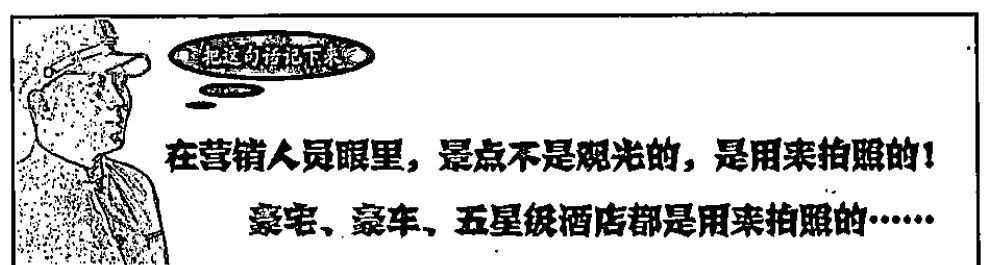 把这句话记下来
在营销人员眼里，景点不是观光的，是用来拍照的！
豪宅、豪车、五星级酒店都是用来拍照的……